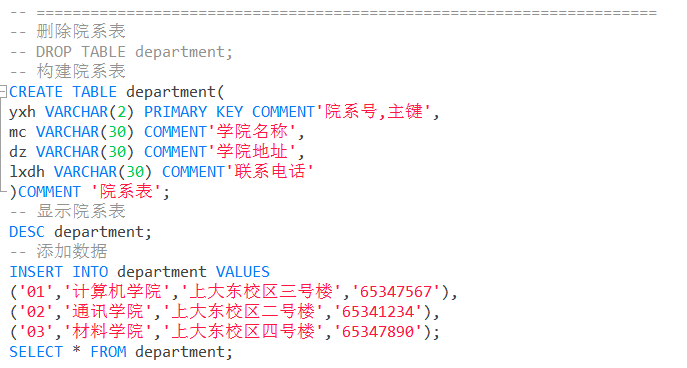 -- =====================================================================
-- 删除院系表
-- DROP TABLE department;
-- 构建院系表
CREATE TABLE department(
yxh VARCHAR(2) PRIMARY KEY COMMENT'院系号,主键',
mc VARCHAR(30) COMMENT'学院名称',
dz VARCHAR(30) COMMENT'学院地址',
lxdh VARCHAR(30) COMMENT'联系电话'
)COMMENT '院系表';
-- 显示院系表
DESC department;
-- 添加数据
INSERT INTO department VALUES
('01','计算机学院','上大东校区三号楼','65347567'),
('02','通讯学院','上大东校区二号楼','65341234'),
('03','材料学院','上大东校区四号楼','65347890');
SELECT * FROM department;